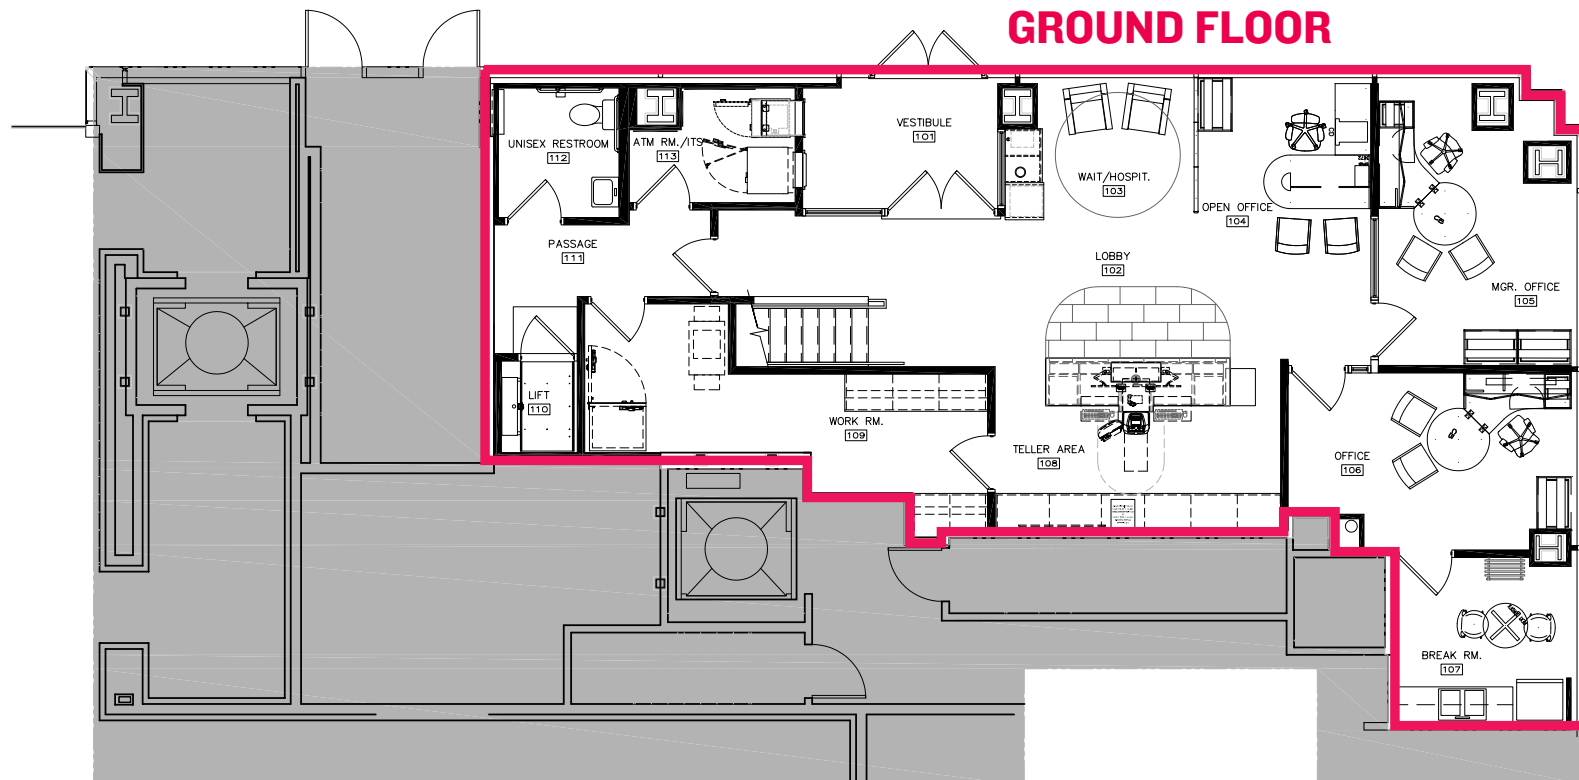 GROUND FLOOR
VESTIBULE
101
UNISEX RESTROOM
112
ATM RM./ITS
113
WAIT/HOSPIT.
103
OPEN OFFICE
104
PASSAGE
111
LOBBY
102
MGR. OFFICE
105
LIFT
110
WORK RM.
109
TELLER AREA
108
OFFICE
106
BREAK RM.
107